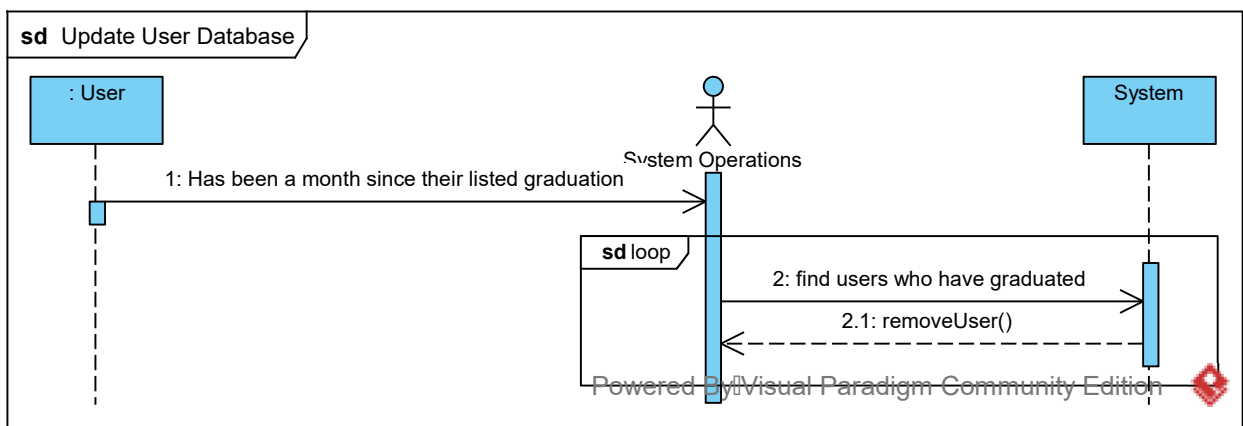 sd Update User Database
: User
System
System Operations
1: Has been a month since their listed graduation
sd loop
2: find users who have graduated
2.1: removeUser()
Powered By Visual Paradigm Community Edition